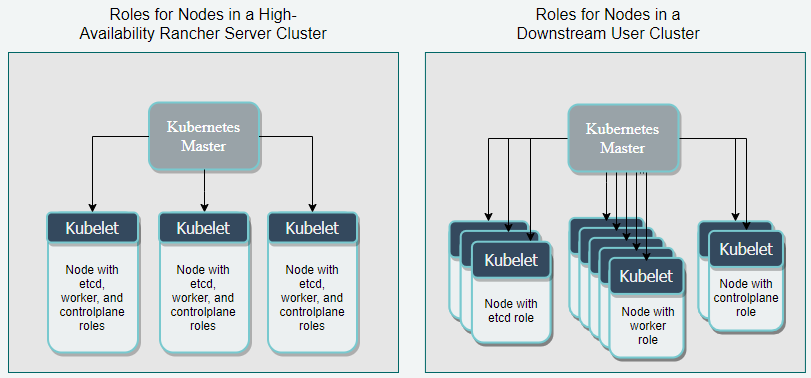 Roles for Nodes in a High-
Availability Rancher Server Cluster
Kubernetes
Master
Kubelet
Node with
etcd,
worker, and
controlplane
roles
Kubelet
Node with
etcd,
worker, and
controlplane
roles
Kubelet
Node with
etcd,
worker, and
controlplane
roles
Roles for Nodes in a
Downstream User Cluster
Kubernetes
Master
Kubelet
Node with
etcd role
Kubelet
Node with
worker
role
Kubelet
Node with
controlplane
role